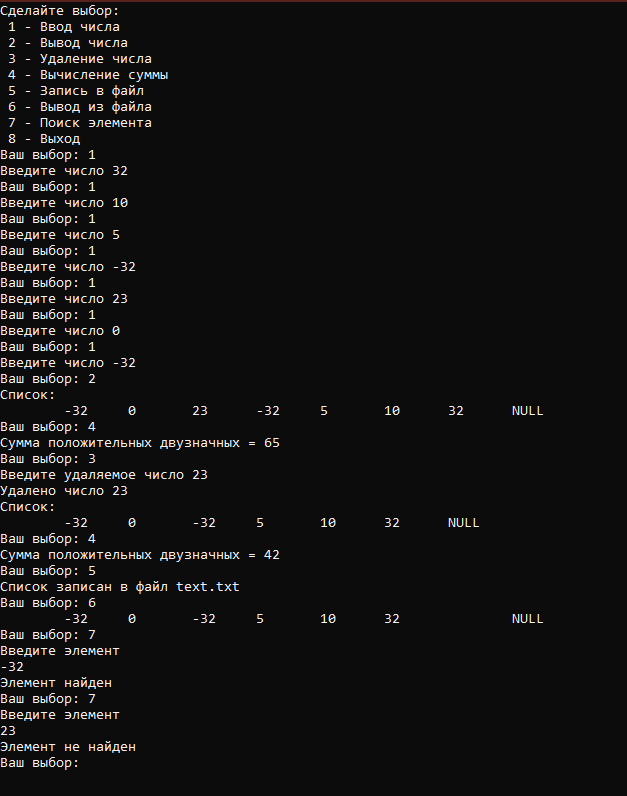 Сделайте выбор:
1 - Ввод числа
2 - Вывод числа
3 - Удаление числа
4 - Вычисление суммы
5 - Запись в файл
6 - Вывод из файла
7 - Поиск элемента
8 - Выход
Ваш выбор: 1
Введите число 32
Ваш выбор: 1
Введите число 10
Ваш выбор: 1
Введите число 5
Ваш выбор: 1
Введите число -32
Ваш выбор: 1
Введите число 23
Ваш выбор: 1
Введите число 0
Ваш выбор: 1
Введите число -32
Ваш выбор: 2
Список:
-32 0 23 -32 5 10 32 NULL
Ваш выбор: 4
Сумма положительных двузначных = 65
Ваш выбор: 3
Введите удаляемое число 23
Удалено число 23
Список:
-32 0 -32 5 10 32 NULL
Ваш выбор: 4
Сумма положительных двузначных = 42
Ваш выбор: 5
Список записан в файл text.txt
Ваш выбор: 6
-32 0 -32 5 10 32 NULL
Ваш выбор: 7
Введите элемент
-32
Элемент найден
Ваш выбор: 7
Введите элемент
23
Элемент не найден
Ваш выбор: